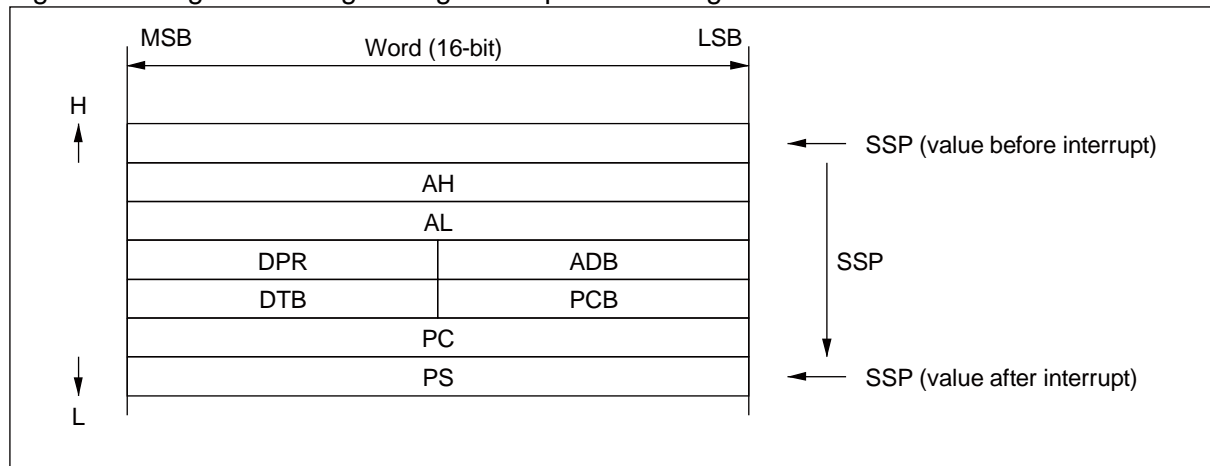 MSB
LSB
Word (16-bit)
H
SSP (value before interrupt)
AH
AL
DPR
ADB
SSP
DTB
PCB
PC
PS
SSP (value after interrupt)
L